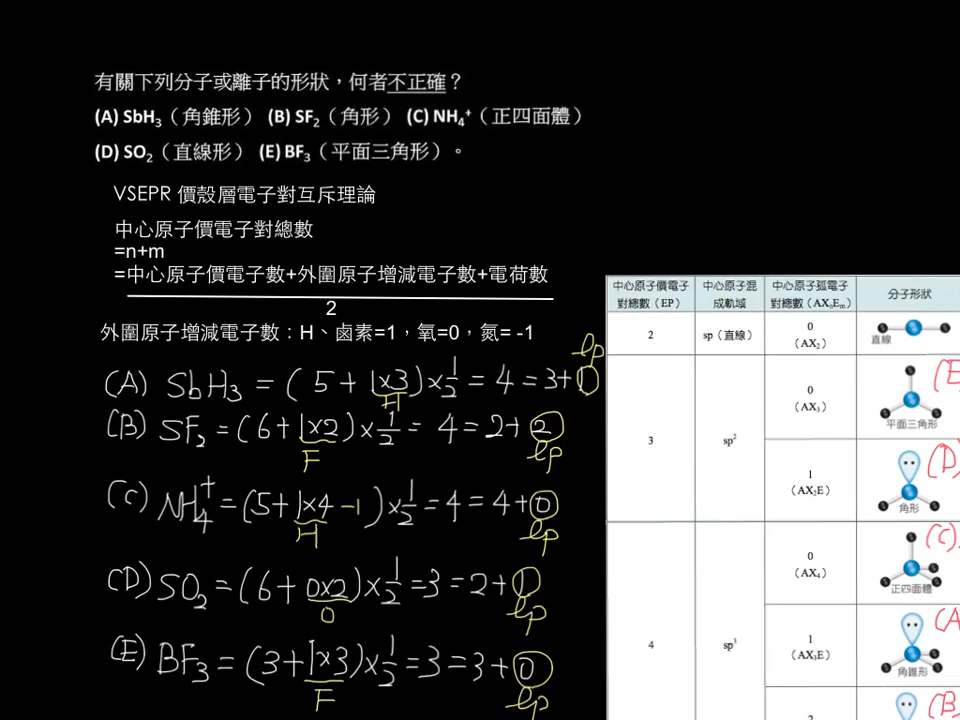 有關下列分子或離子的形狀，何者不正確？
(A) SbH₃（角錐形） (B) SF₂（角形） (C) NH₄⁺（正四面體）
(D) SO₂（直線形） (E) BF₃（平面三角形）。
VSEPR 價殼層電子對互斥理論
中心原子價電子對總數
=n+m
=中心原子價電子數+外圍原子增減電子數+電荷數
2
外圍原子增減電子數：H、鹵素=1，氧=0，氮= -1
lp
(A) SbH₃ = (5+1×3)×1/2 = 4 = 3+1
H
(B) SF₂ = (6+1×2)×1/2 = 4 = 2+2
F lp
(C) NH₄⁺ = (5+1×4-1)×1/2 = 4 = 4+0
H lp
(D) SO₂ = (6+0×2)×1/2 = 3 = 2+1
O lp
(E) BF₃ = (3+1×3)×1/2 = 3 = 3+0
F lp
中心原子價電子對總數（EP） 中心原子混成軌域 中心原子孤電子對總數（AXₙEₘ） 分子形狀
2 sp（直線） 0（AX₂） 直線
3 sp² 0（AX₃） 平面三角形 (E)
1（AX₂E） 角形 (D)
4 sp³ 0（AX₄） 正四面體 (C)
1（AX₃E） 角錐形 (A)
2 (B)